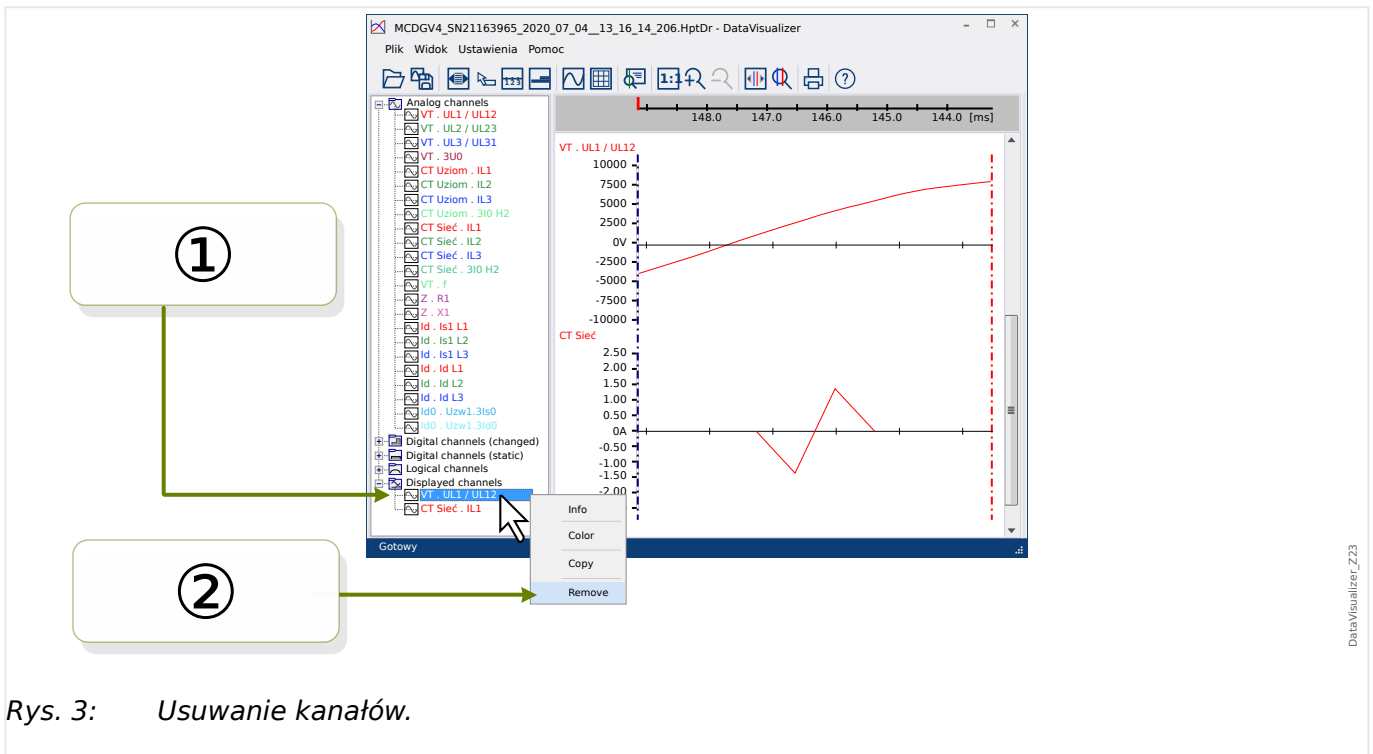 MCDGV4_SN21163965_2020_07_04__13_16_14_206.HptDr - DataVisualizer
Plik Widok Ustawienia Pomoc
123
1:1
?
Analog channels
VT . UL1 / UL12
VT . UL2 / UL23
VT . UL3 / UL31
VT . 3U0
CT Uziom . IL1
CT Uziom . IL2
CT Uziom . IL3
CT Uziom . 3I0 H2
CT Sieć . IL1
CT Sieć . IL2
CT Sieć . IL3
CT Sieć . 3I0 H2
VT . f
Z . R1
Z . X1
Id . Is1 L1
Id . Is1 L2
Id . Is1 L3
Id . Id L1
Id . Id L2
Id . Id L3
Id0 . Uzw1.3Is0
Id0 . Uzw1.3Id0
Digital channels (changed)
Digital channels (static)
Logical channels
Displayed channels
VT . UL1 / UL12
CT Sieć . IL1
148.0 147.0 146.0 145.0 144.0 [ms]
VT . UL1 / UL12
10000
7500
5000
2500
0V
-2500
-5000
-7500
-10000
CT Sieć
2.50
2.00
1.50
1.00
0.50
0A
-0.50
-1.00
-1.50
-2.00
Info
Color
Copy
Remove
Gotowy
①
②
DataVisualizer_Z23
Rys. 3: Usuwanie kanałów.